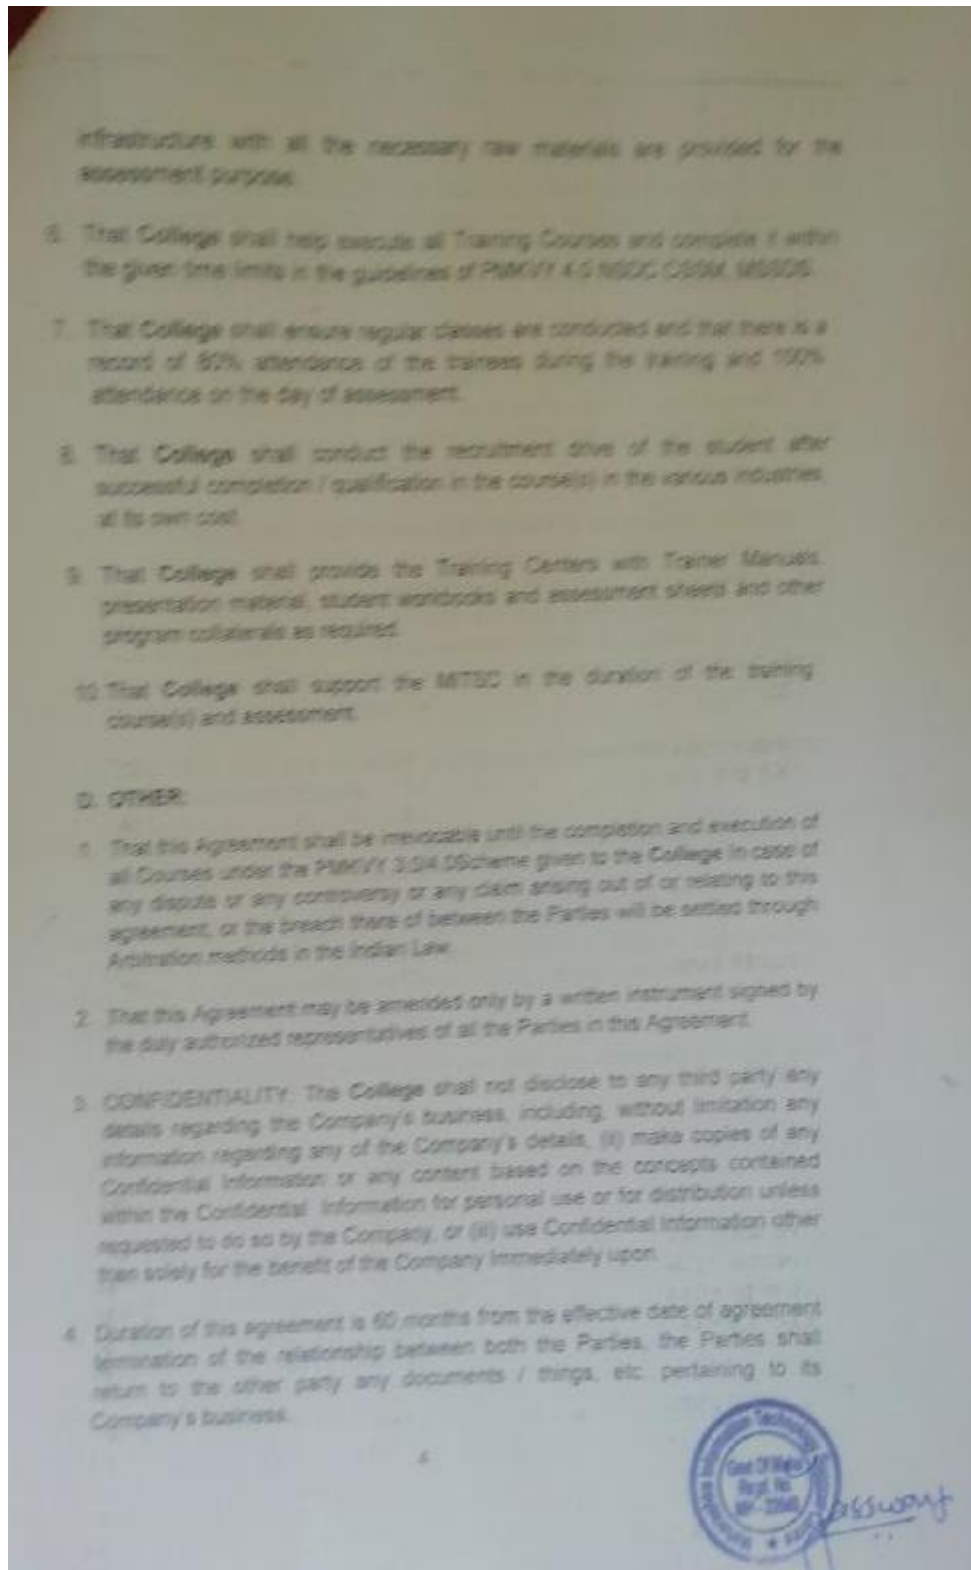 infrastructure with all the necessary raw materials are provided for the
assessment purpose.
6. That College shall help execute all Training Courses and complete it within
the given time limits in the guidelines of PMKVY 4.0 NSDC CSSM, MSSDS.
7. That College shall ensure regular classes are conducted and that there is a
record of 80% attendance of the trainees during the training and 100%
attendance on the day of assessment.
8. That College shall conduct the recruitment drive of the student after
successful completion / qualification in the course(s) in the various industries
at its own cost.
9. That College shall provide the Training Centers with Trainer Manuals,
presentation material, student workbooks and assessment sheets and other
program collaterals as required.
10 That College shall support the MITSC in the duration of the training
course(s) and assessment.
D. OTHER:
1. That this Agreement shall be irrevocable until the completion and execution of
all Courses under the PMKVY 3.0/4.0Scheme given to the College In case of
any dispute or any controversy or any claim arising out of or relating to this
agreement, or the breach there of between the Parties will be settled through
Arbitration methods in the Indian Law.
2. That this Agreement may be amended only by a written instrument signed by
the duly authorized representatives of all the Parties in this Agreement.
3. CONFIDENTIALITY: The College shall not disclose to any third party any
details regarding the Company's business, including, without limitation any
information regarding any of the Company's details, (ii) make copies of any
Confidential Information or any content based on the concepts contained
within the Confidential Information for personal use or for distribution unless
requested to do so by the Company, or (iii) use Confidential Information other
than solely for the benefit of the Company Immediately upon.
4. Duration of this agreement is 60 months from the effective date of agreement
termination of the relationship between both the Parties, the Parties shall
return to the other party any documents / things, etc. pertaining to its
Company's business.
Information Technology
Regd. No.